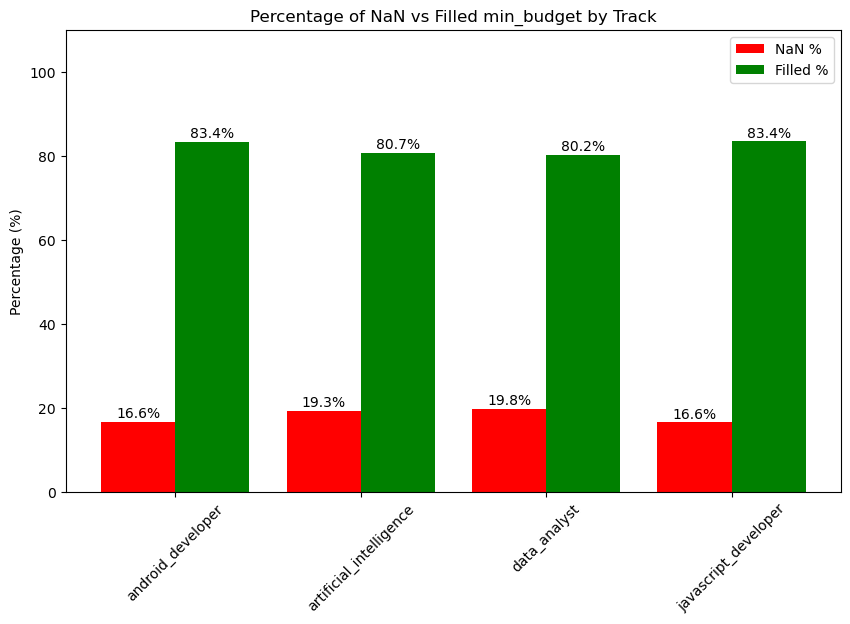 Percentage of NaN vs Filled min_budget by Track
NaN %
Filled %
Percentage (%)
100
80
60
40
20
0
16.6%
83.4%
19.3%
80.7%
19.8%
80.2%
16.6%
83.4%
android_developer
artificial_intelligence
data_analyst
javascript_developer